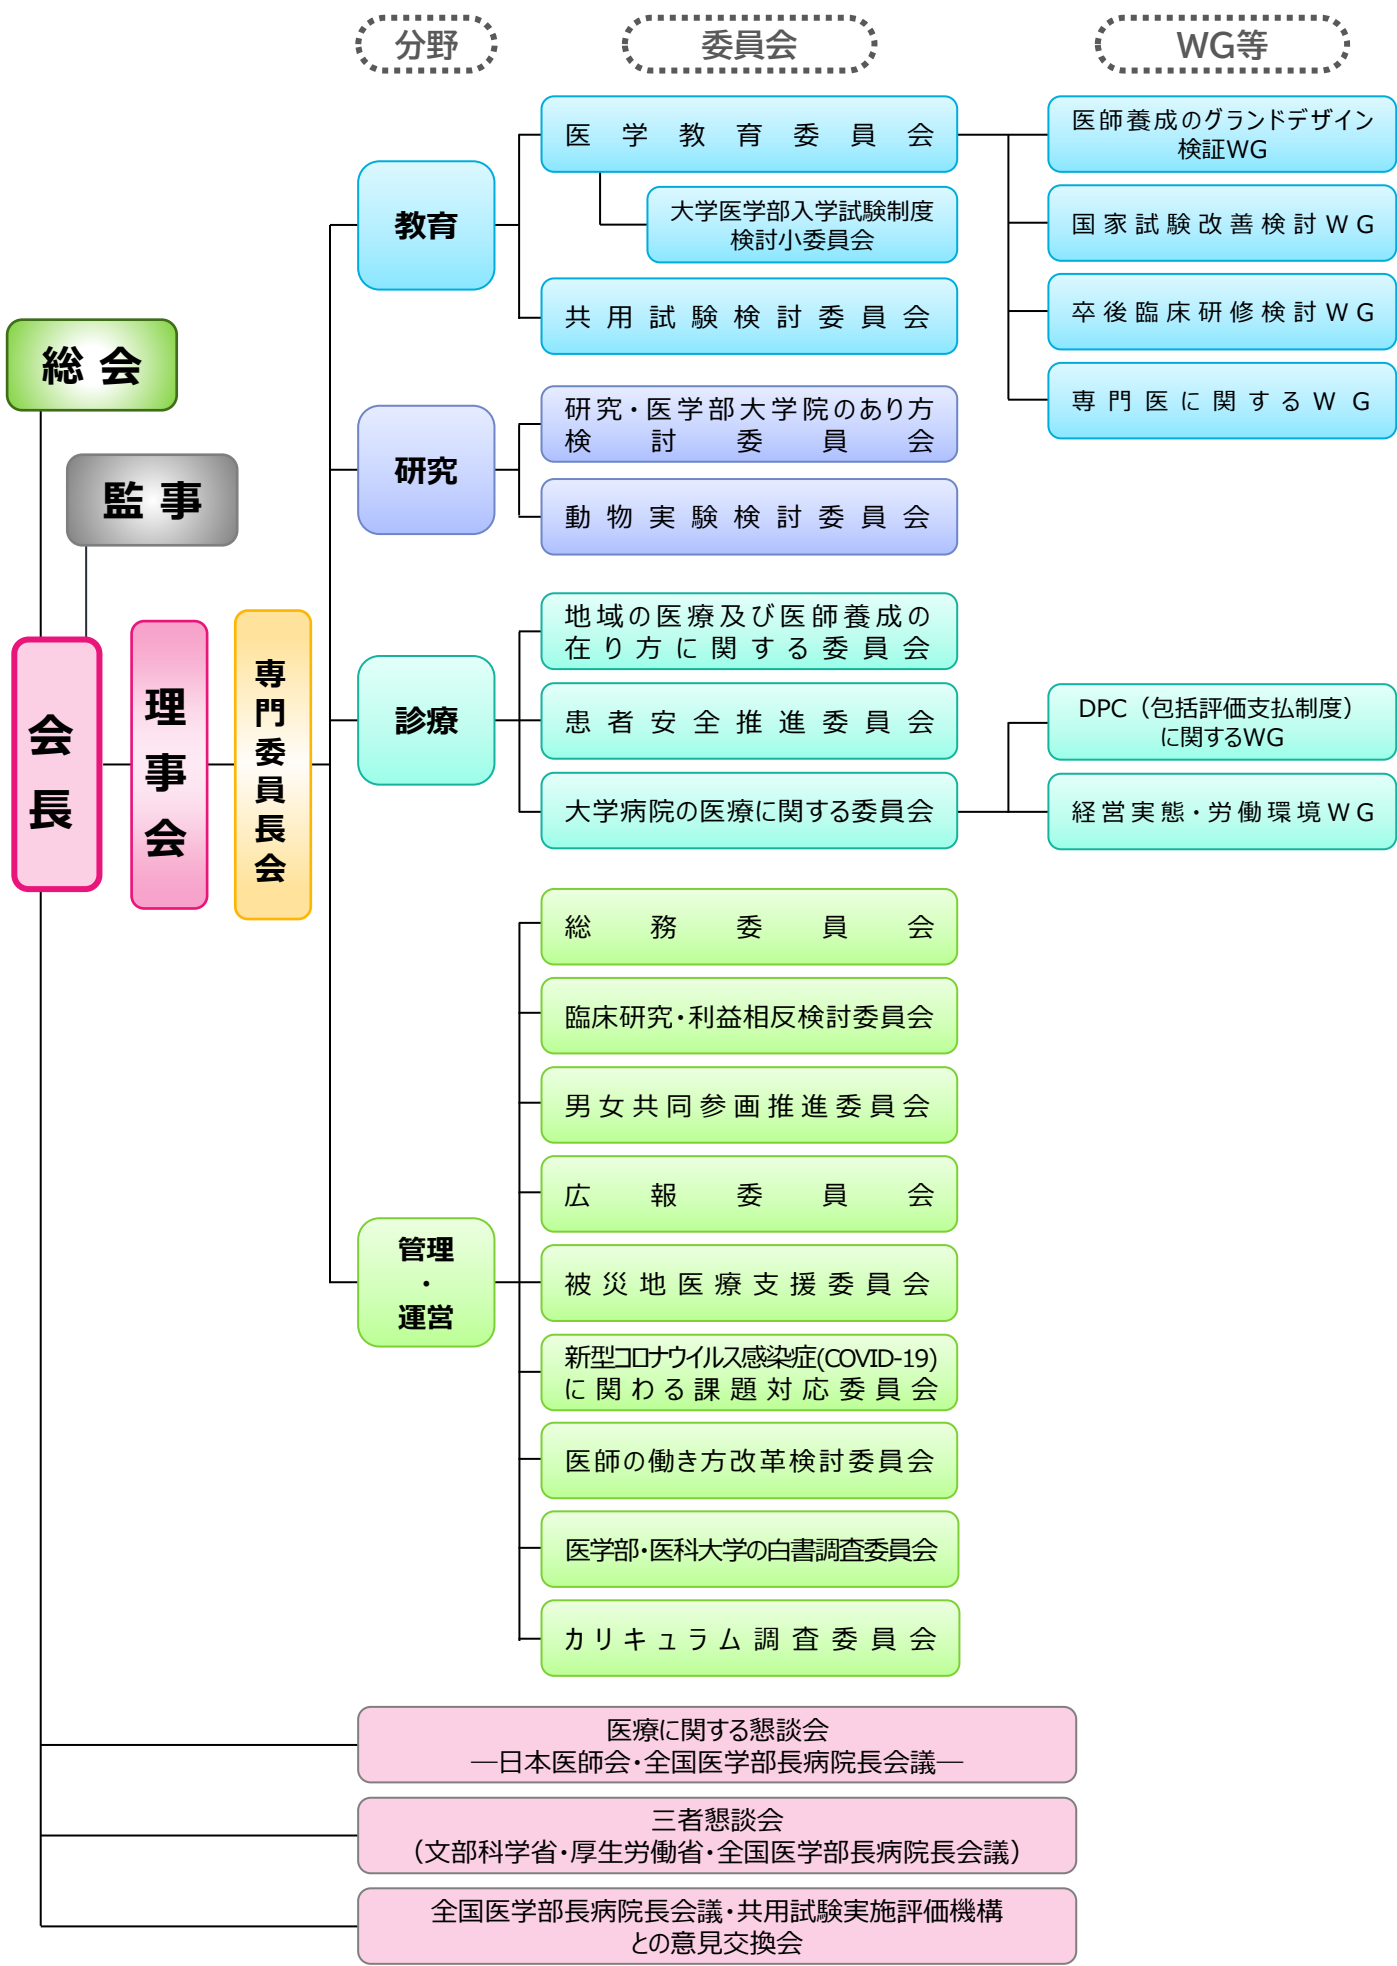 分野
委員会
WG等
総会
監事
会長
理事会
専門委員長会
教育
医学教育委員会
大学医学部入学試験制度
検討小委員会
共用試験検討委員会
医師養成のグランドデザイン
検証WG
国家試験改善検討WG
卒後臨床研修検討WG
専門医に関するWG
研究
研究・医学部大学院のあり方
検討委員会
動物実験検討委員会
診療
地域の医療及び医師養成の
在り方に関する委員会
患者安全推進委員会
大学病院の医療に関する委員会
DPC（包括評価支払制度）
に関するWG
経営実態・労働環境WG
管理
・
運営
総務委員会
臨床研究・利益相反検討委員会
男女共同参画推進委員会
広報委員会
被災地医療支援委員会
新型コロナウイルス感染症(COVID-19)
に関わる課題対応委員会
医師の働き方改革検討委員会
医学部・医科大学の白書調査委員会
カリキュラム調査委員会
医療に関する懇談会
―日本医師会・全国医学部長病院長会議―
三者懇談会
（文部科学省・厚生労働省・全国医学部長病院長会議）
全国医学部長病院長会議・共用試験実施評価機構
との意見交換会